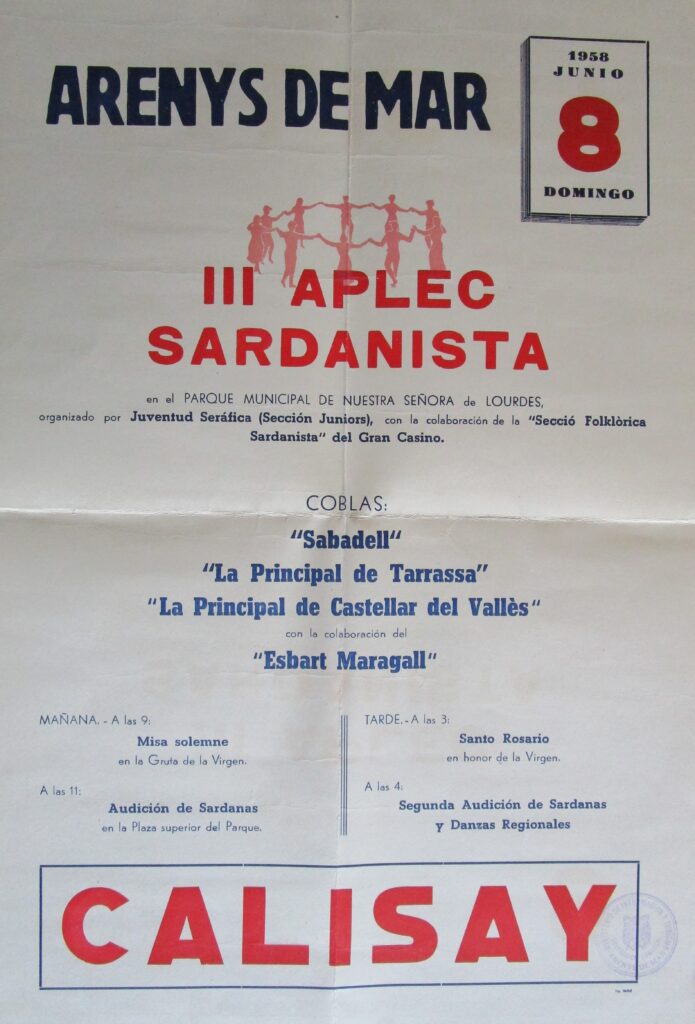 ARENYS DE MAR
1958
JUNIO
8
DOMINGO
III APLEC
SARDANISTA
en el PARQUE MUNICIPAL DE NUESTRA SEÑORA de LOURDES,
organizado por Juventud Seráfica (Sección Juniors), con la colaboración de la "Secció Folklòrica
Sardanista" del Gran Casino.
COBLAS:
"Sabadell"
"La Principal de Tarrassa"
"La Principal de Castellar del Vallès"
con la colaboración del
"Esbart Maragall"
MAÑANA. - A las 9:
Misa solemne
en la Gruta de la Virgen.
A las 11:
Audición de Sardanas
en la Plaza superior del Parque.
TARDE. - A las 3:
Santo Rosario
en honor de la Virgen.
A las 4:
Segunda Audición de Sardanas
y Danzas Regionales
CALISAY